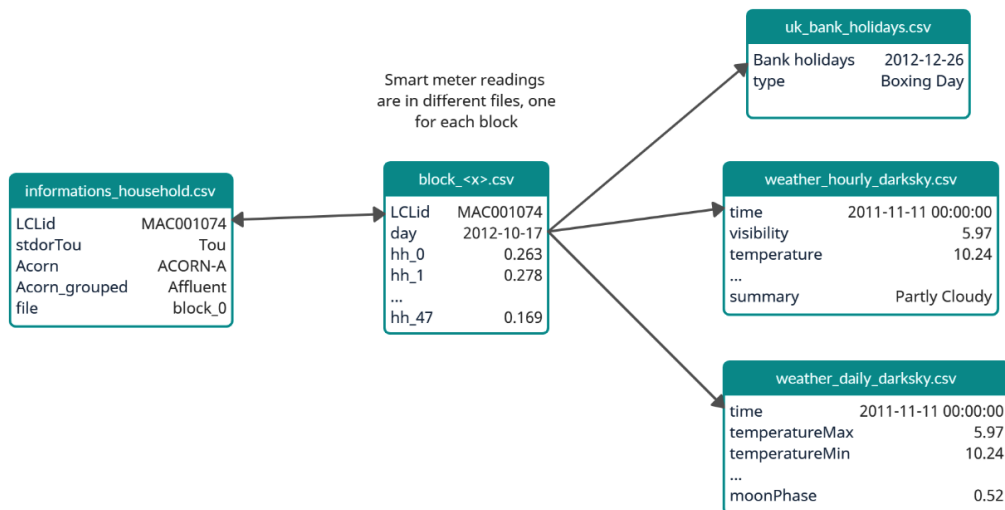 uk_bank_holidays.csv
Bank holidays 2012-12-26
type Boxing Day
Smart meter readings
are in different files, one
for each block
informations_household.csv
LCLid MAC001074
stdorTou Tou
Acorn ACORN-A
Acorn_grouped Affluent
file block_0
block_<x>.csv
LCLid MAC001074
day 2012-10-17
hh_0 0.263
hh_1 0.278
...
hh_47 0.169
weather_hourly_darksky.csv
time 2011-11-11 00:00:00
visibility 5.97
temperature 10.24
...
summary Partly Cloudy
weather_daily_darksky.csv
time 2011-11-11 00:00:00
temperatureMax 5.97
temperatureMin 10.24
...
moonPhase 0.52